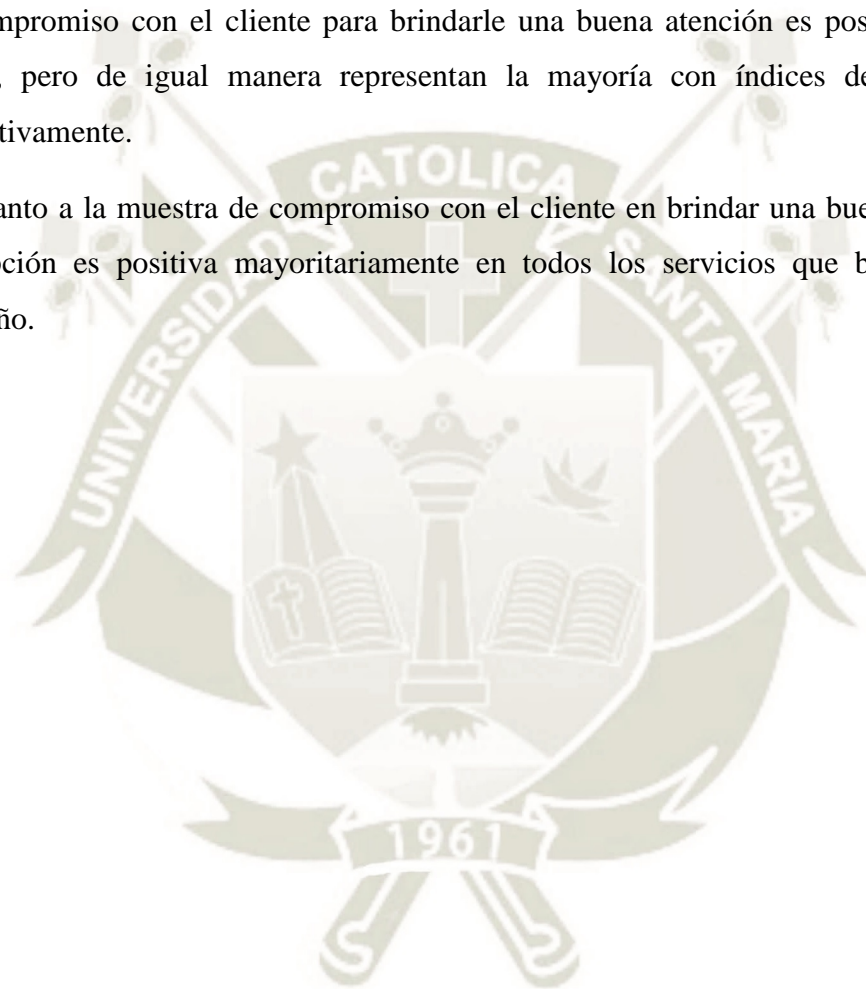 mpromiso con el cliente para brindarle una buena atención es pos
, pero de igual manera representan la mayoría con índices de
tivamente.
anto a la muestra de compromiso con el cliente en brindar una bue
pción es positiva mayoritariamente en todos los servicios que b
ño.
UNIVERSIDAD CATOLICA SANTA MARIA
1961